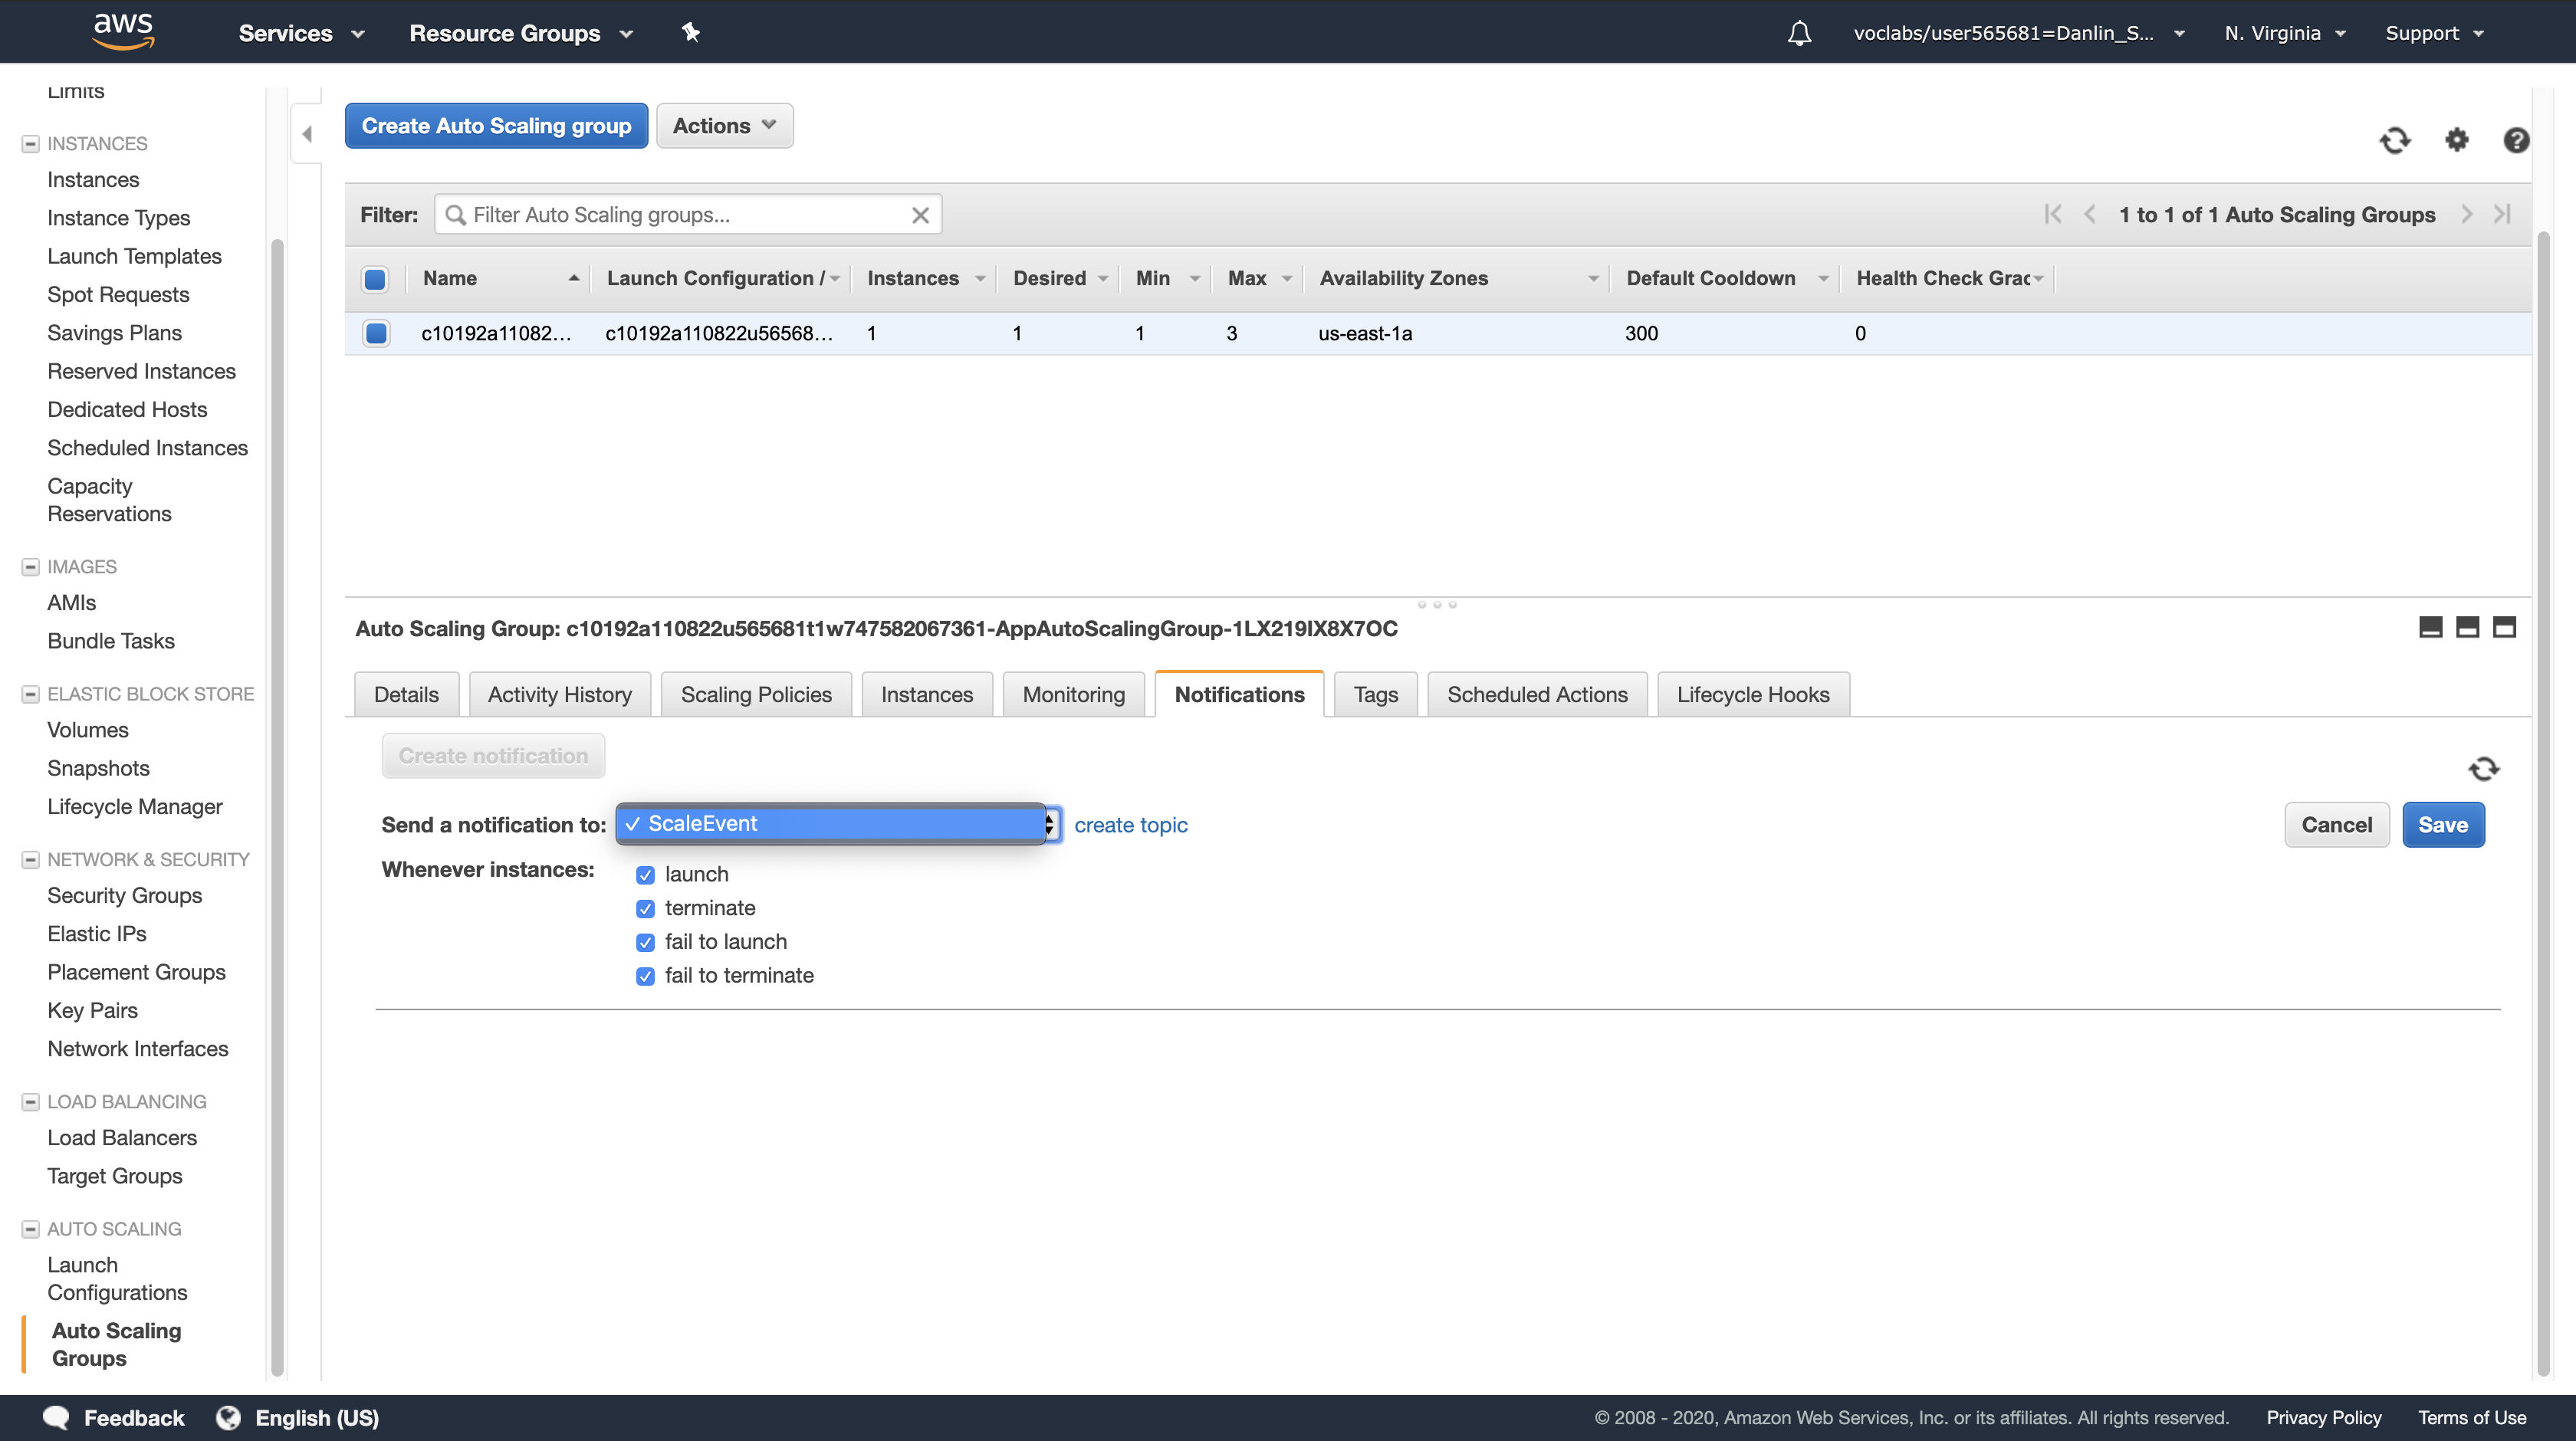 aws
Services
Resource Groups
voclabs/user565681=Danlin_S...
N. Virginia
Support
Limits
INSTANCES
Instances
Instance Types
Launch Templates
Spot Requests
Savings Plans
Reserved Instances
Dedicated Hosts
Scheduled Instances
Capacity
Reservations
IMAGES
AMIs
Bundle Tasks
ELASTIC BLOCK STORE
Volumes
Snapshots
Lifecycle Manager
NETWORK & SECURITY
Security Groups
Elastic IPs
Placement Groups
Key Pairs
Network Interfaces
LOAD BALANCING
Load Balancers
Target Groups
AUTO SCALING
Launch
Configurations
Auto Scaling
Groups
Create Auto Scaling group
Actions
Filter: Filter Auto Scaling groups...
1 to 1 of 1 Auto Scaling Groups
Name Launch Configuration / Instances Desired Min Max Availability Zones Default Cooldown Health Check Grac
c10192a11082... c10192a110822u56568... 1 1 1 3 us-east-1a 300 0
Auto Scaling Group: c10192a110822u565681t1w747582067361-AppAutoScalingGroup-1LX219IX8X7OC
Details Activity History Scaling Policies Instances Monitoring Notifications Tags Scheduled Actions Lifecycle Hooks
Create notification
Send a notification to: ✓ ScaleEvent create topic
Cancel Save
Whenever instances:
launch
terminate
fail to launch
fail to terminate
Feedback
English (US)
© 2008 - 2020, Amazon Web Services, Inc. or its affiliates. All rights reserved.
Privacy Policy
Terms of Use